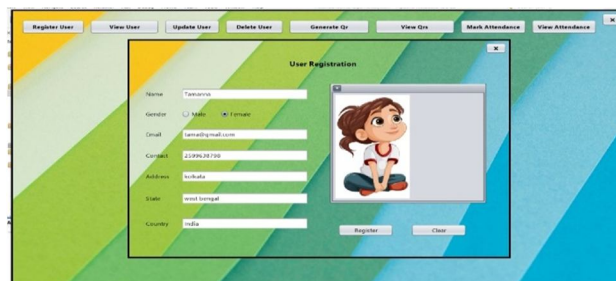 Register User View User Update User Delete User Generate Qr View Qrs Mark Attendance View Attendance
User Registration
Name
Gender Male Female
Email tama@gmail.com
Contact
Address kolkata
State west bengal
Country india
Register Clear